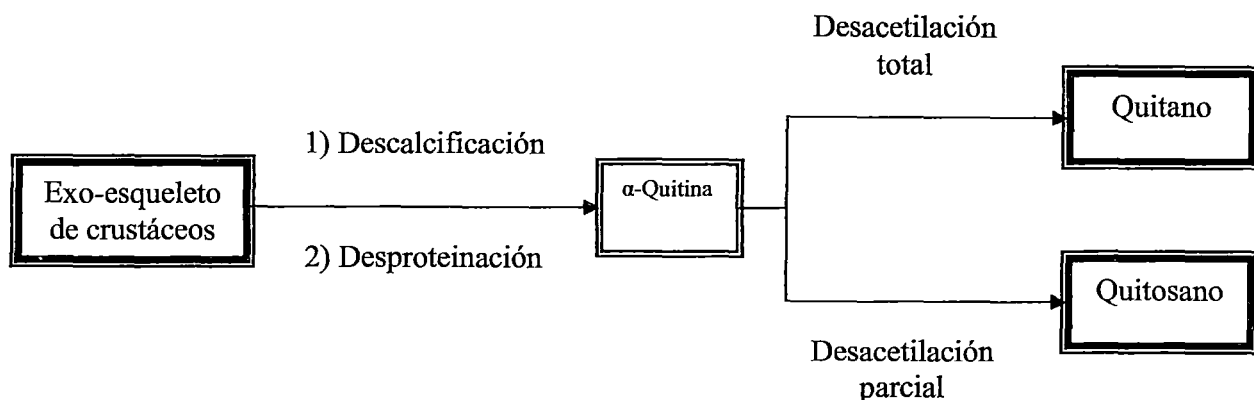 Desacetilación
total
Quitano
1) Descalcificación
Exo-esqueleto
de crustáceos
α-Quitina
2) Desproteinación
Quitosano
Desacetilación
parcial